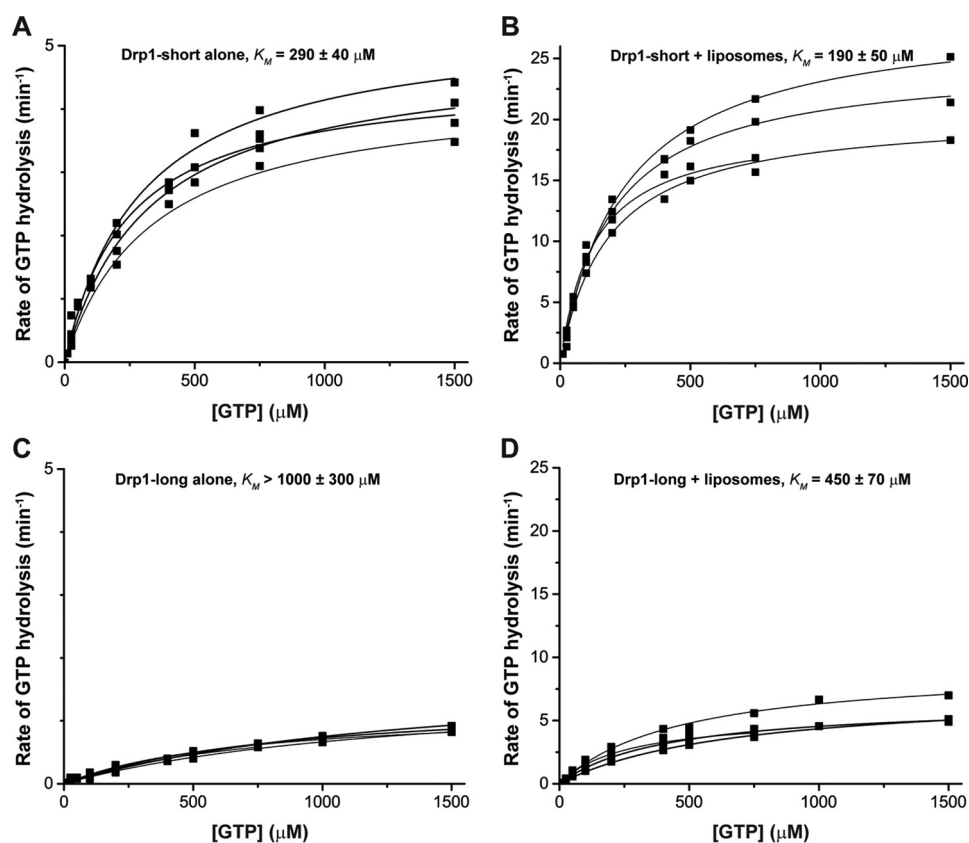 A
Drp1-short alone, KM = 290 ± 40 μM
Rate of GTP hydrolysis (min-1)
5
0
0
500
1000
1500
[GTP] (μM)
B
Drp1-short + liposomes, KM = 190 ± 50 μM
Rate of GTP hydrolysis (min-1)
25
20
15
10
5
0
0
500
1000
1500
[GTP] (μM)
C
Drp1-long alone, KM > 1000 ± 300 μM
Rate of GTP hydrolysis (min-1)
5
0
0
500
1000
1500
[GTP] (μM)
D
Drp1-long + liposomes, KM = 450 ± 70 μM
Rate of GTP hydrolysis (min-1)
25
20
15
10
5
0
0
500
1000
1500
[GTP] (μM)